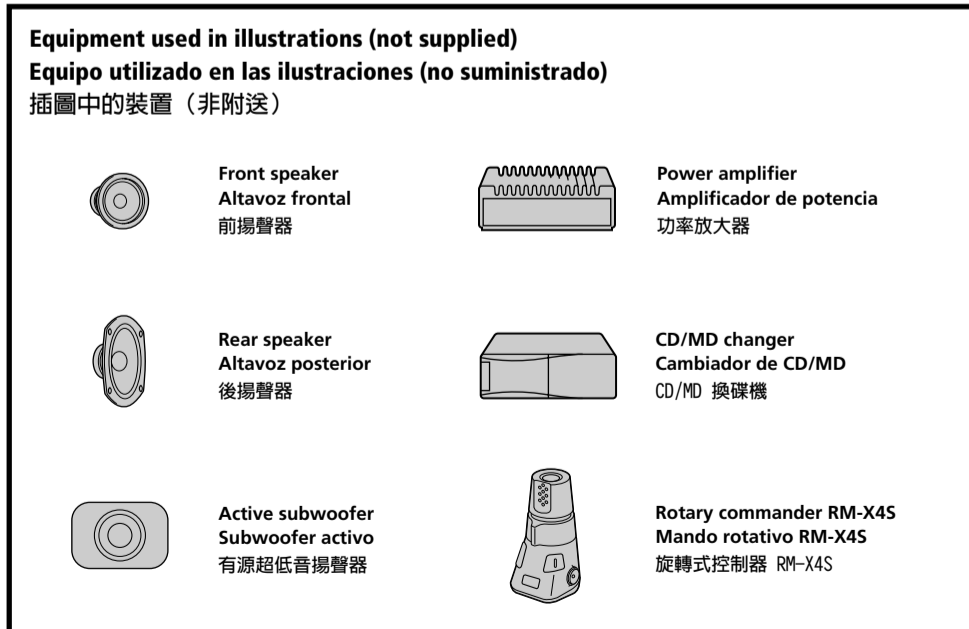 Equipment used in illustrations (not supplied)
Equipo utilizado en las ilustraciones (no suministrado)
插圖中的裝置（非附送）
Front speaker
Altavoz frontal
前揚聲器
Power amplifier
Amplificador de potencia
功率放大器
Rear speaker
Altavoz posterior
後揚聲器
CD/MD changer
Cambiador de CD/MD
CD/MD 換碟機
Active subwoofer
Subwoofer activo
有源超低音揚聲器
Rotary commander RM-X4S
Mando rotativo RM-X4S
旋轉式控制器 RM-X4S